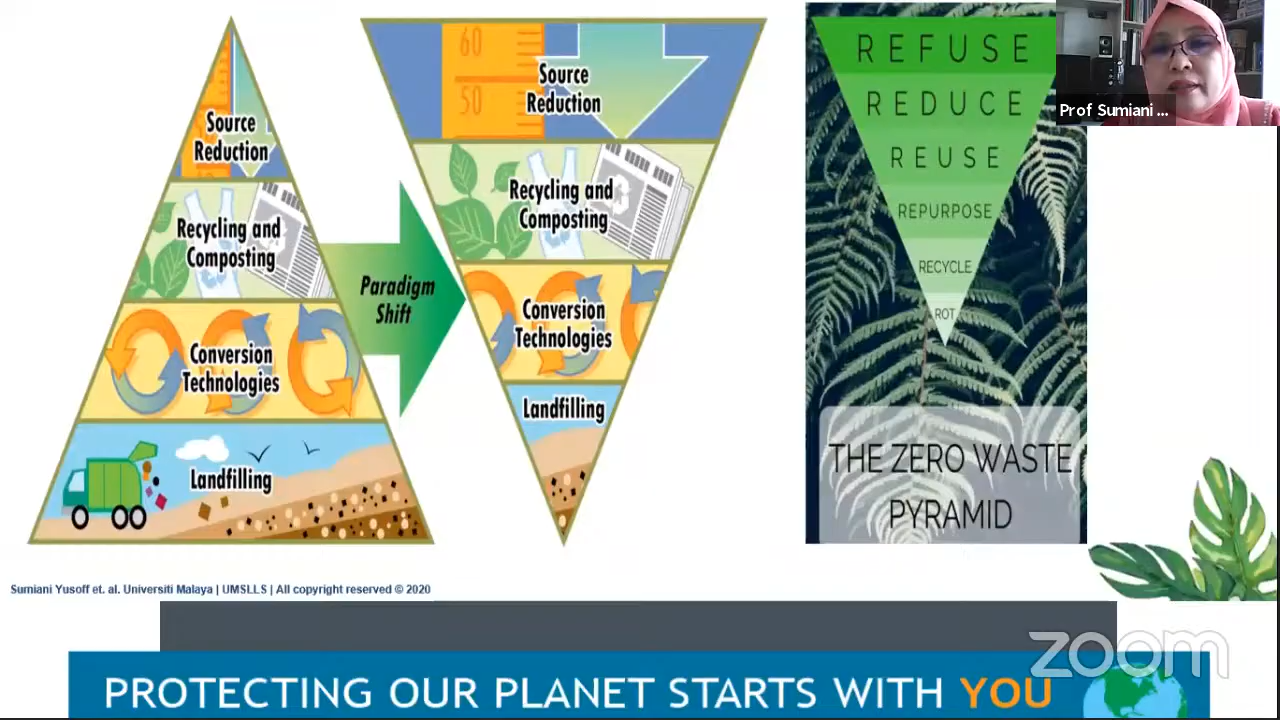 Source
Reduction
Recycling and
Composting
Conversion
Technologies
Landfilling
Paradigm
Shift
60
50
Source
Reduction
Recycling and
Composting
Conversion
Technologies
Landfilling
REFUSE
REDUCE
REUSE
REPURPOSE
RECYCLE
ROT
THE ZERO WASTE
PYRAMID
Prof Sumiani ...
Sumiani Yusoff et. al. Universiti Malaya | UMSLLS | All copyright reserved © 2020
zoom
PROTECTING OUR PLANET STARTS WITH YOU